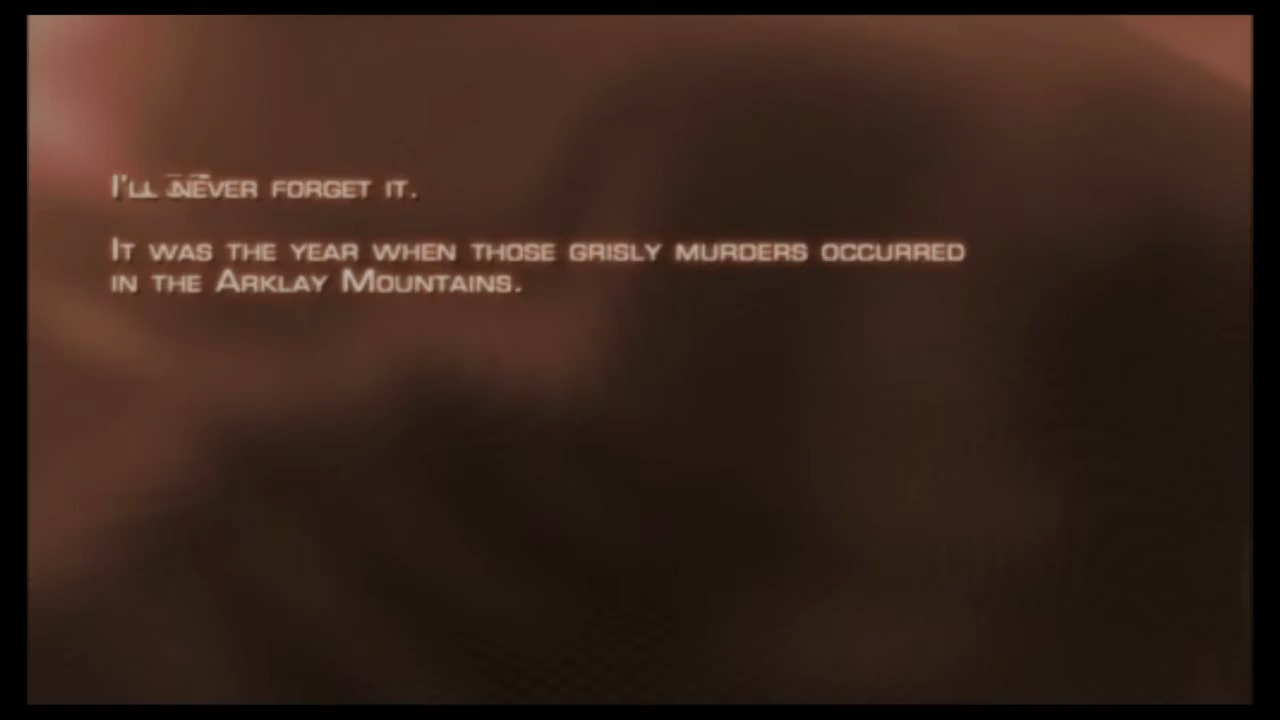 I'll never forget it.
It was the year when those grisly murders occurred
in the Arklay Mountains.